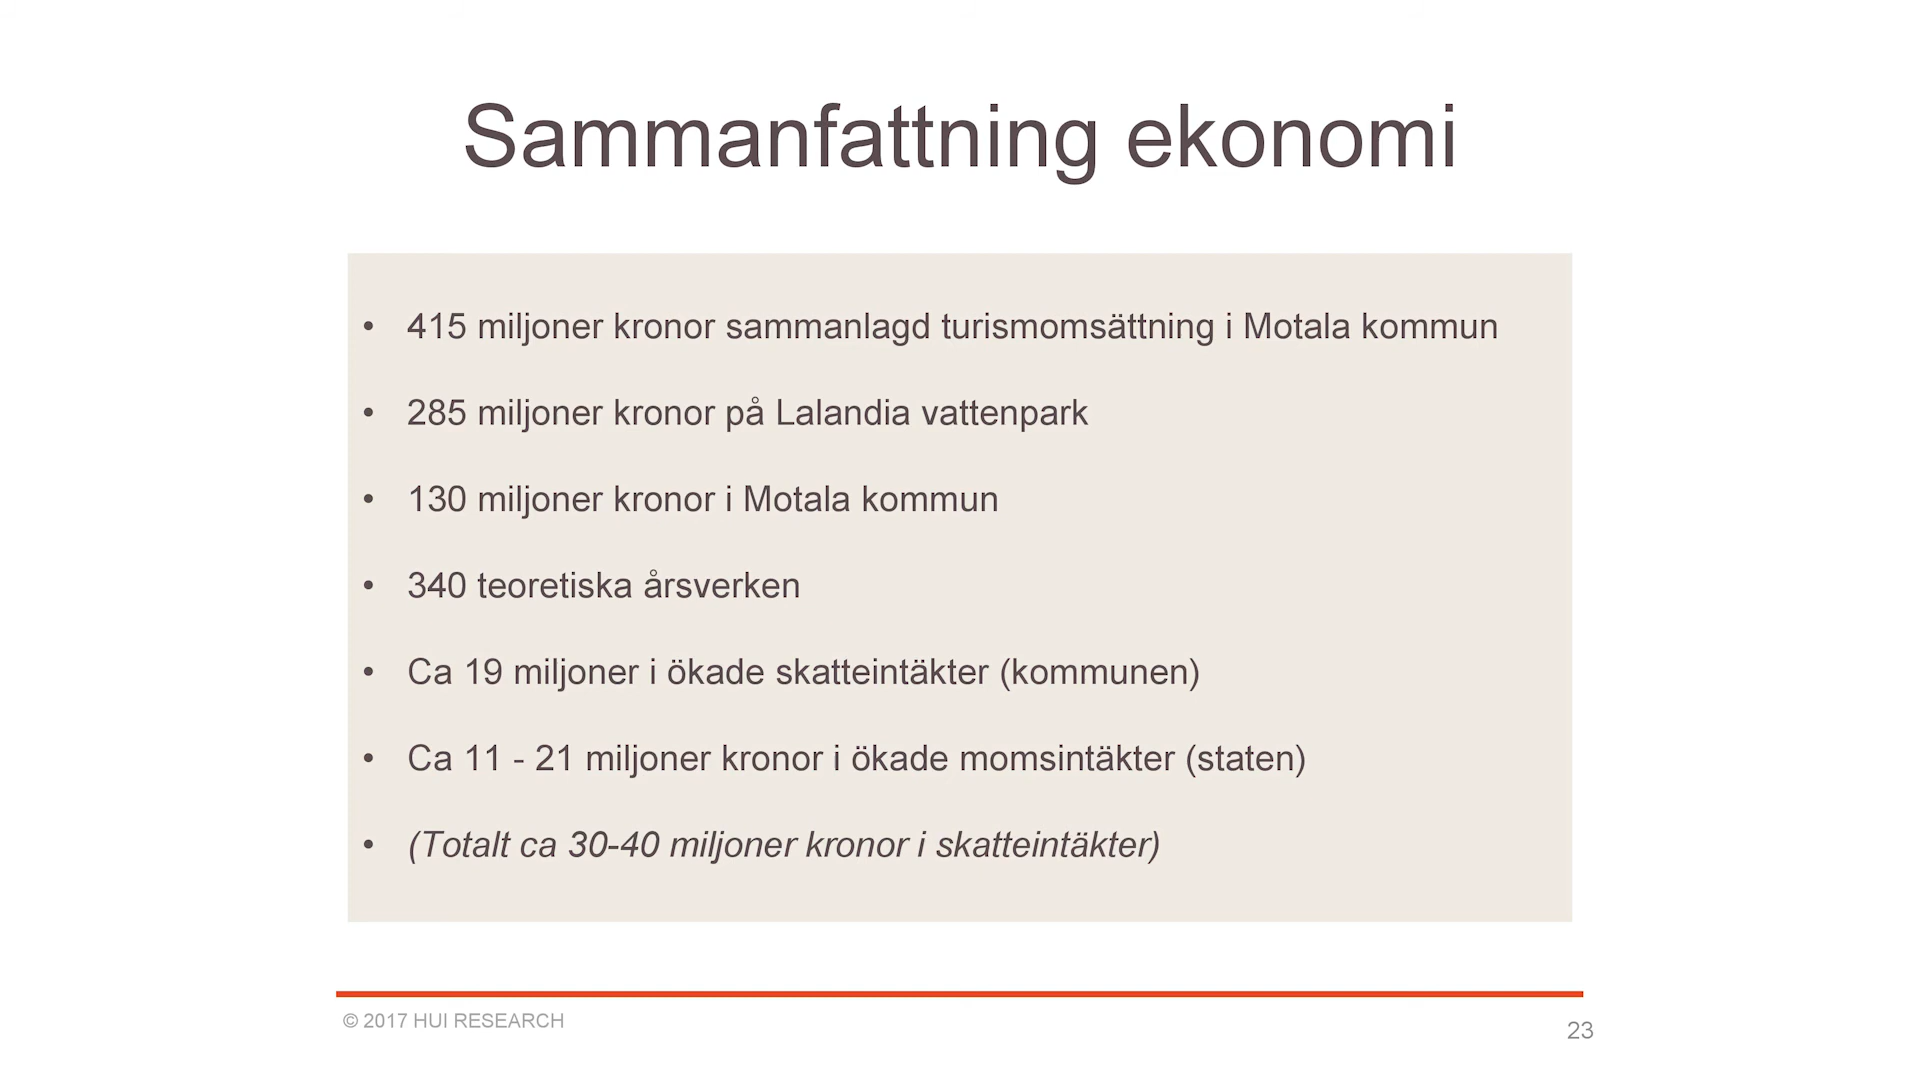 Sammanfattning ekonomi
• 415 miljoner kronor sammanlagd turismomsättning i Motala kommun
• 285 miljoner kronor på Lalandia vattenpark
• 130 miljoner kronor i Motala kommun
• 340 teoretiska årsverken
• Ca 19 miljoner i ökade skatteintäkter (kommunen)
• Ca 11 - 21 miljoner kronor i ökade momsintäkter (staten)
• (Totalt ca 30-40 miljoner kronor i skatteintäkter)
© 2017 HUI RESEARCH
23